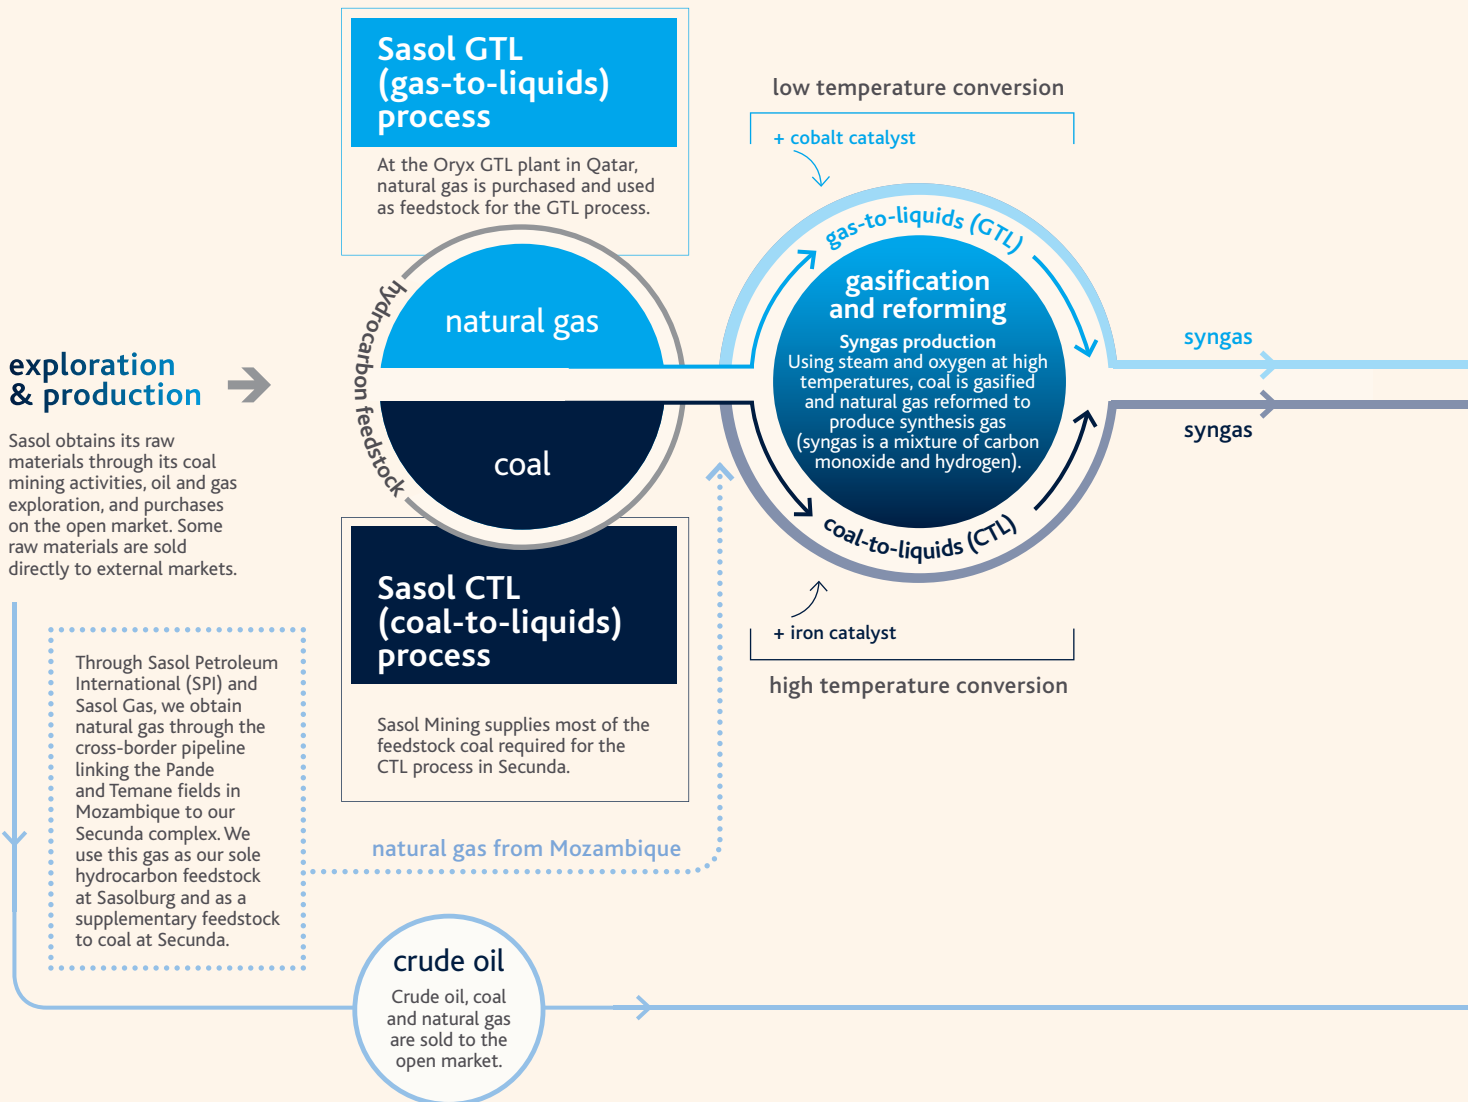 Sasol GTL
(gas-to-liquids)
process
At the Oryx GTL plant in Qatar,
natural gas is purchased and used
as feedstock for the GTL process.
hydrocarbon feedstock
natural gas
coal
exploration
& production
Sasol obtains its raw
materials through its coal
mining activities, oil and gas
exploration, and purchases
on the open market. Some
raw materials are sold
directly to external markets.
Through Sasol Petroleum
International (SPI) and
Sasol Gas, we obtain
natural gas through the
cross-border pipeline
linking the Pande
and Temane fields in
Mozambique to our
Secunda complex. We
use this gas as our sole
hydrocarbon feedstock
at Sasolburg and as a
supplementary feedstock
to coal at Secunda.
Sasol CTL
(coal-to-liquids)
process
Sasol Mining supplies most of the
feedstock coal required for the
CTL process in Secunda.
natural gas from Mozambique
crude oil
Crude oil, coal
and natural gas
are sold to the
open market.
low temperature conversion
+ cobalt catalyst
gas-to-liquids (GTL)
gasification
and reforming
Syngas production
Using steam and oxygen at high
temperatures, coal is gasified
and natural gas reformed to
produce synthesis gas
(syngas is a mixture of carbon
monoxide and hydrogen).
coal-to-liquids (CTL)
+ iron catalyst
high temperature conversion
syngas
syngas